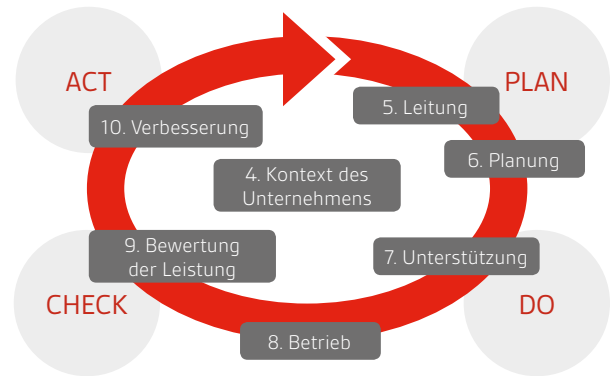 ACT
PLAN
5. Leitung
10. Verbesserung
6. Planung
4. Kontext des
Unternehmens
9. Bewertung
der Leistung
7. Unterstützung
CHECK
DO
8. Betrieb